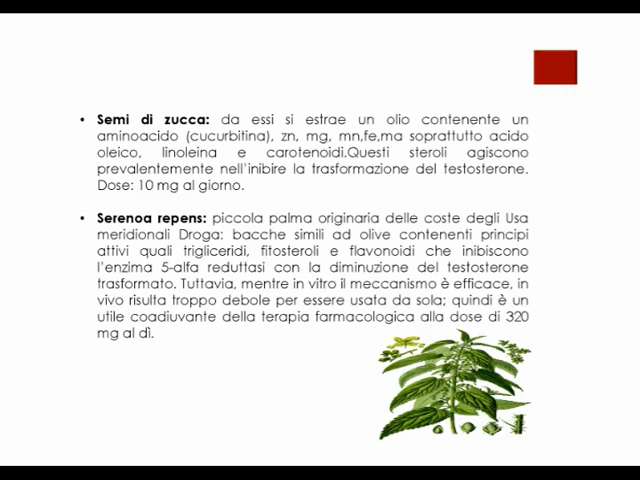 • Semi di zucca: da essi si estrae un olio contenente un
aminoacido (cucurbitina), zn, mg, mn,fe,ma soprattutto acido
oleico, linoleina e carotenoidi.Questi steroli agiscono
prevalentemente nell'inibire la trasformazione del testosterone.
Dose: 10 mg al giorno.
• Serenoa repens: piccola palma originaria delle coste degli Usa
meridionali Droga: bacche simili ad olive contenenti principi
attivi quali trigliceridi, fitosteroli e flavonoidi che inibiscono
l'enzima 5-alfa reduttasi con la diminuzione del testosterone
trasformato. Tuttavia, mentre in vitro il meccanismo è efficace, in
vivo risulta troppo debole per essere usata da sola; quindi è un
utile coadiuvante della terapia farmacologica alla dose di 320
mg al dì.